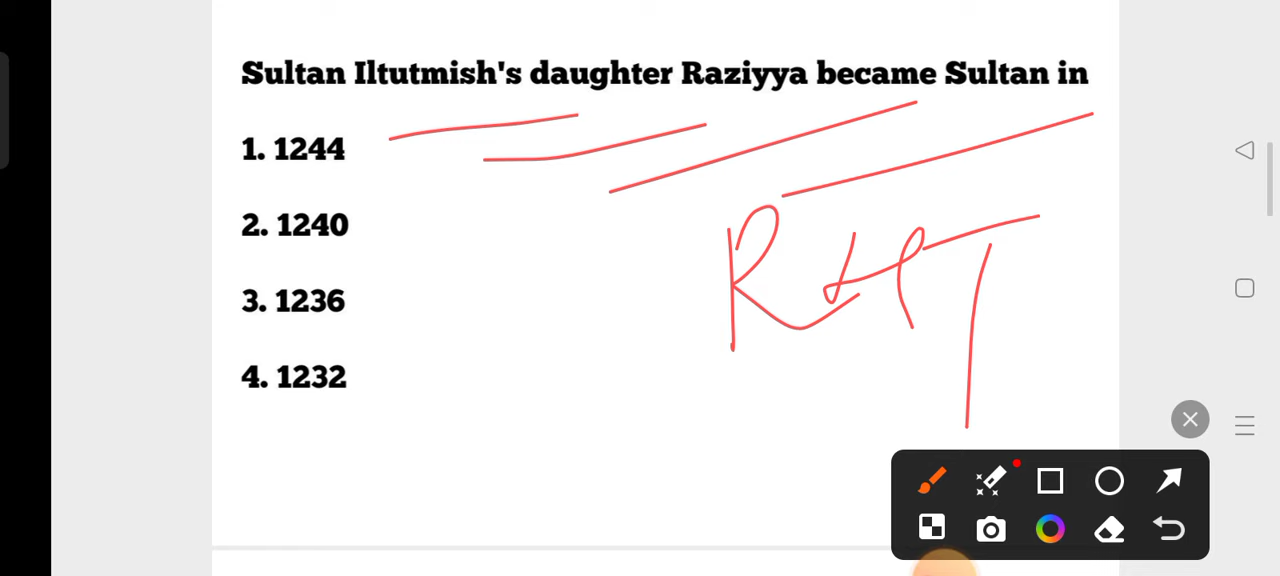 Sultan Iltutmish's daughter Raziyya became Sultan in
1. 1244
2. 1240
3. 1236
4. 1232